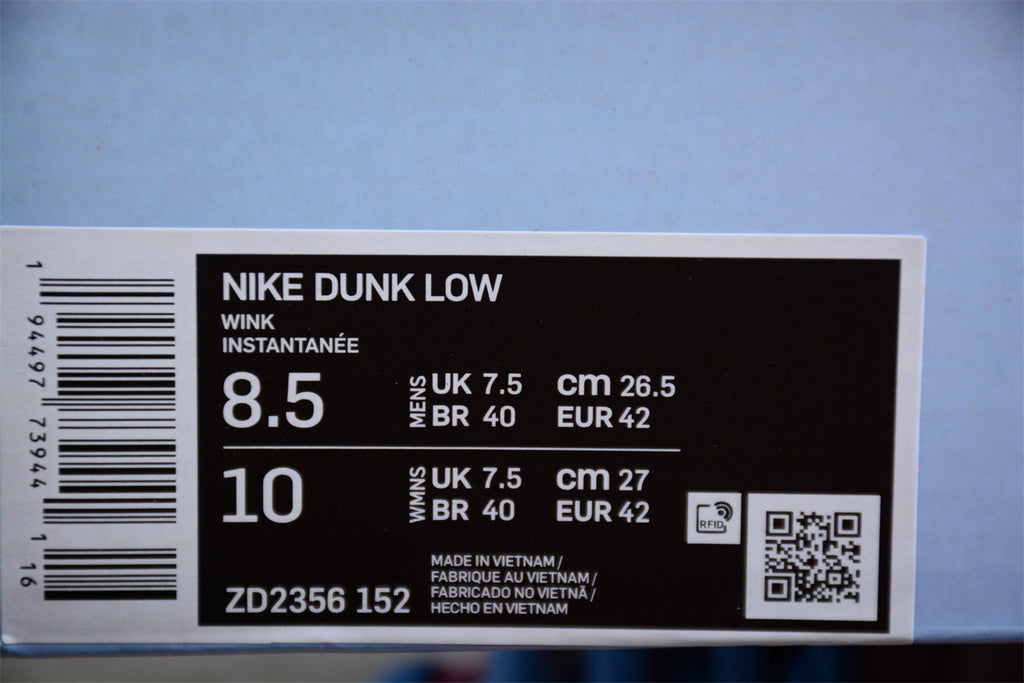 1 94497 73944 1 16
NIKE DUNK LOW
WINK
INSTANTANÉE
8.5 MENS UK 7.5 cm 26.5
BR 40 EUR 42
10 WMNS UK 7.5 cm 27
BR 40 EUR 42
RFID
ZD2356 152
MADE IN VIETNAM /
FABRIQUE AU VIETNAM /
FABRICADO NO VIETNÃ /
HECHO EN VIETNAM